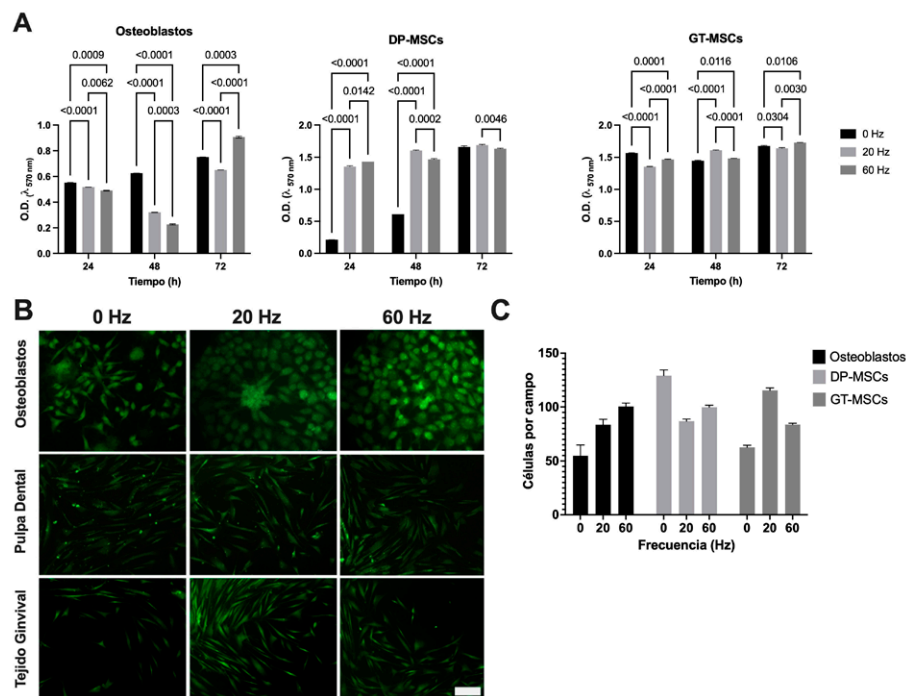 A
Osteoblastos
0.0009
<0.0001
0.0003
0.0062
<0.0001
<0.0001
<0.0001
0.0003
<0.0001
O.D. (λ 570 nm)
1.0
0.8
0.6
0.4
0.2
0.0
24
48
72
Tiempo (h)
DP-MSCs
<0.0001
<0.0001
0.0142
<0.0001
<0.0001
0.0002
0.0046
O.D. (λ 570 nm)
2.0
1.5
1.0
0.5
0.0
24
48
72
Tiempo (h)
GT-MSCs
0.0001
0.0116
0.0106
<0.0001
<0.0001
0.0030
<0.0001
<0.0001
0.0304
O.D. (λ 570 nm)
2.0
1.5
1.0
0.5
0.0
24
48
72
Tiempo (h)
0 Hz
20 Hz
60 Hz
B
0 Hz
20 Hz
60 Hz
Osteoblastos
Pulpa Dental
Tejido Ginvival
C
Células por campo
150
100
50
0
0
20
60
0
20
60
0
20
60
Frecuencia (Hz)
Osteoblastos
DP-MSCs
GT-MSCs